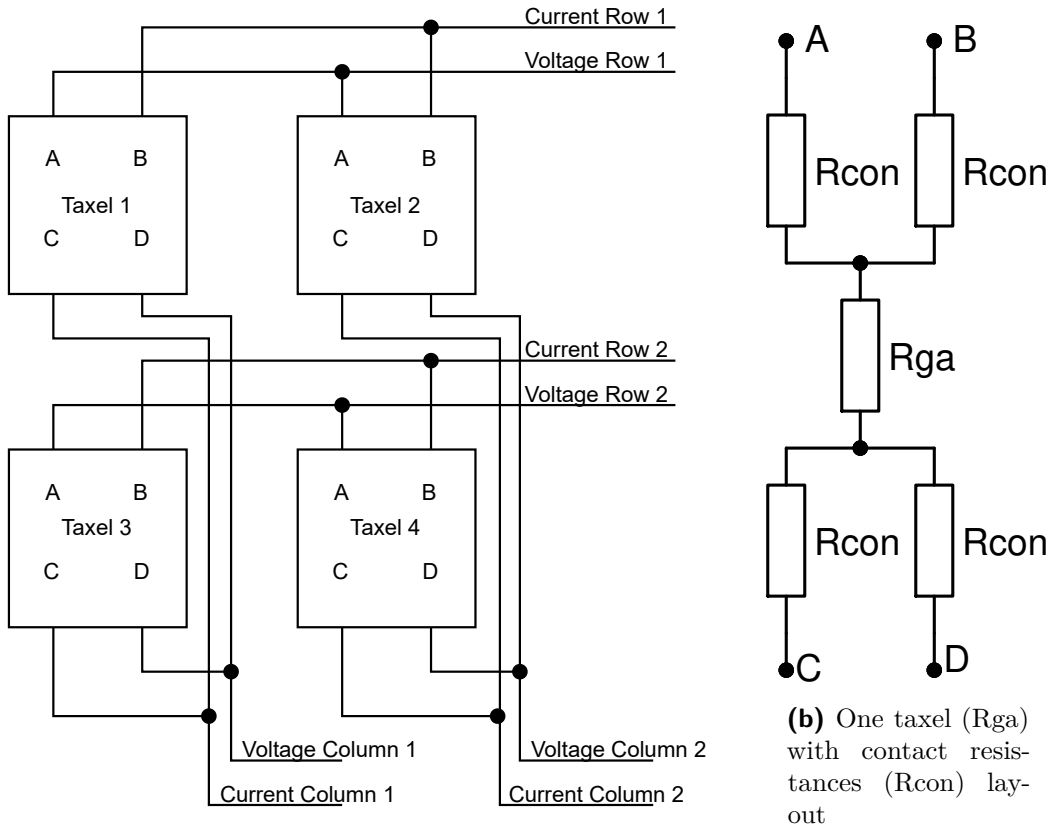 Current Row 1
Voltage Row 1
A B
Taxel 1
C D
A B
Taxel 2
C D
Current Row 2
Voltage Row 2
A B
Taxel 3
C D
A B
Taxel 4
C D
Voltage Column 1
Current Column 1
Voltage Column 2
Current Column 2
A B
Rcon Rcon
Rga
Rcon Rcon
C D
(b) One taxel (Rga)
with contact resis-
tances (Rcon) lay-
out